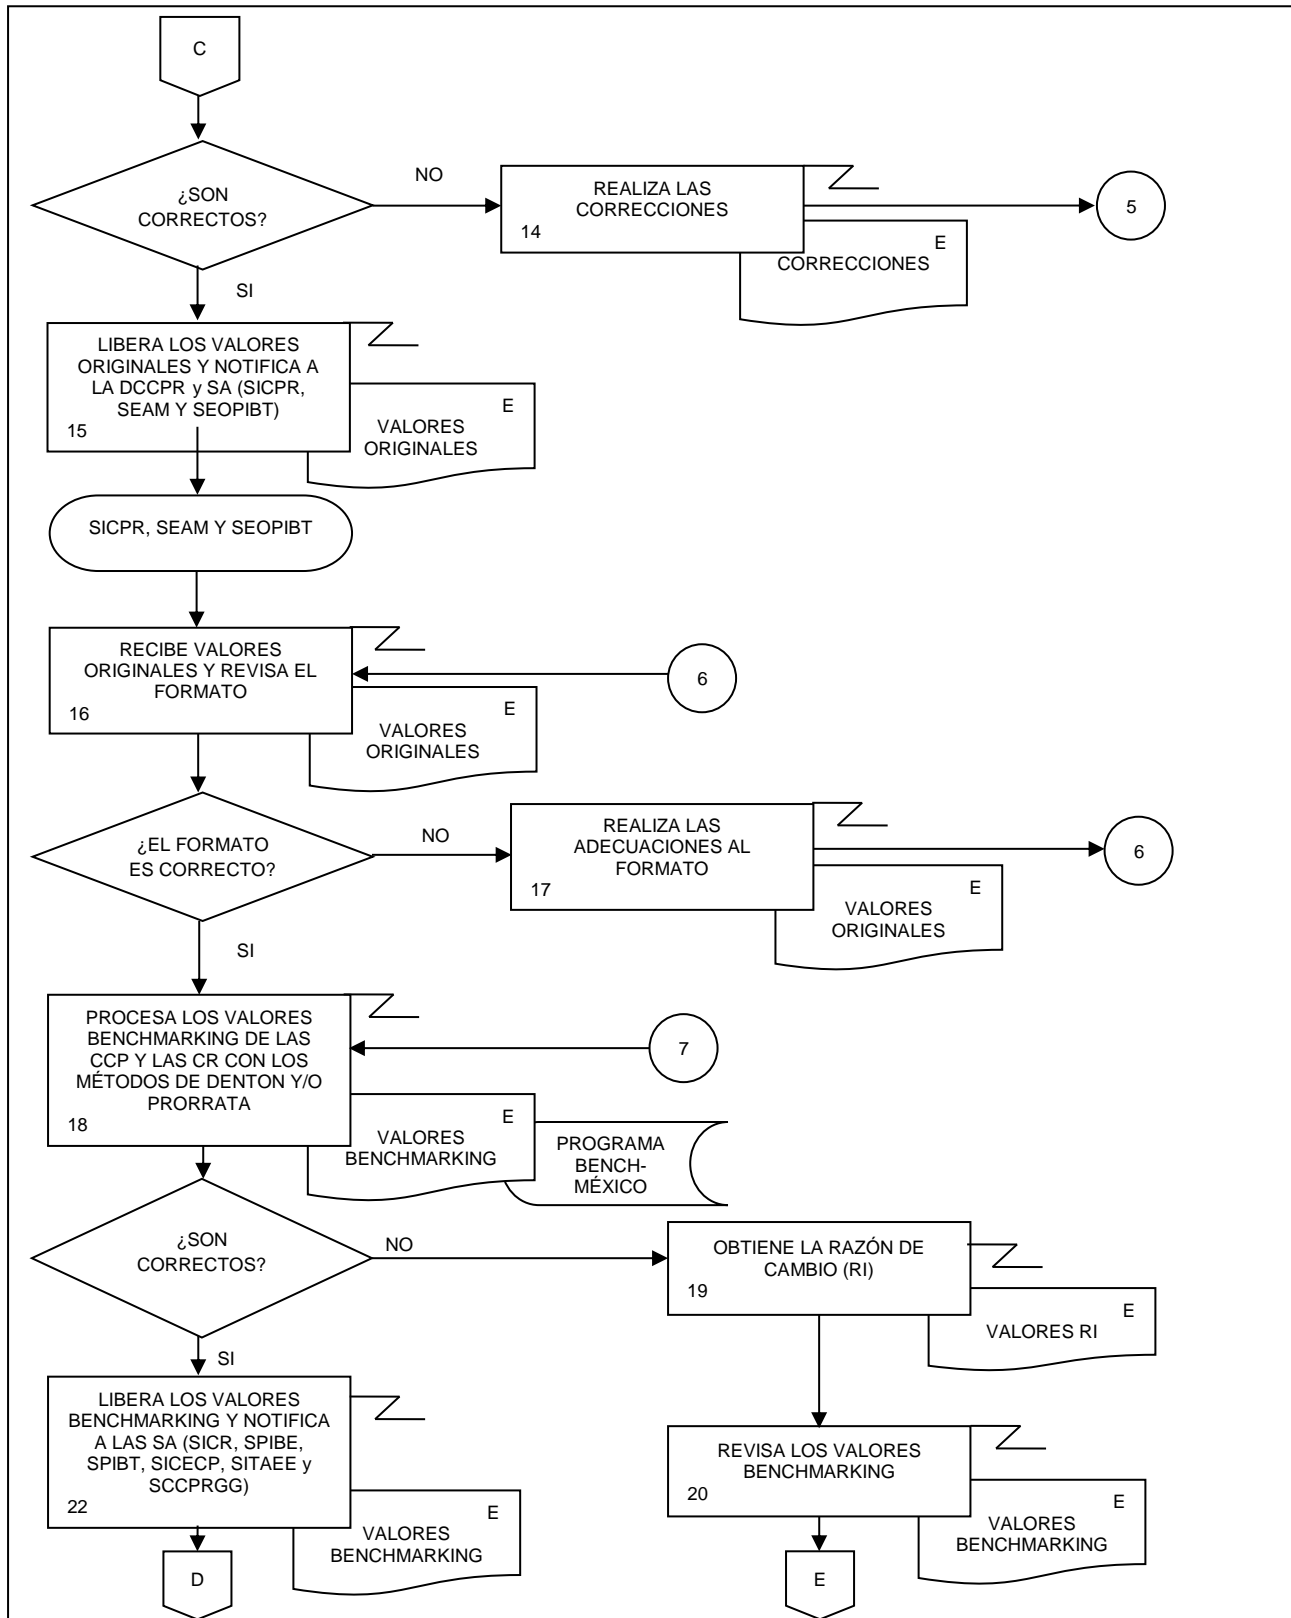 C
¿SON
CORRECTOS?
NO
REALIZA LAS
CORRECCIONES
14
E
CORRECCIONES
5
SI
LIBERA LOS VALORES
ORIGINALES Y NOTIFICA A
LA DCCPR y SA (SICPR,
SEAM Y SEOPIBT)
15
E
VALORES
ORIGINALES
SICPR, SEAM Y SEOPIBT
RECIBE VALORES
ORIGINALES Y REVISA EL
FORMATO
16
E
VALORES
ORIGINALES
6
¿EL FORMATO
ES CORRECTO?
NO
REALIZA LAS
ADECUACIONES AL
FORMATO
17
E
VALORES
ORIGINALES
6
SI
PROCESA LOS VALORES
BENCHMARKING DE LAS
CCP Y LAS CR CON LOS
MÉTODOS DE DENTON Y/O
PRORRATA
18
E
VALORES
BENCHMARKING
PROGRAMA
BENCH-
MÉXICO
7
¿SON
CORRECTOS?
NO
OBTIENE LA RAZÓN DE
CAMBIO (RI)
19
E
VALORES RI
SI
LIBERA LOS VALORES
BENCHMARKING Y NOTIFICA
A LAS SA (SICR, SPIBE,
SPIBT, SICECP, SITAEE y
SCCPRGG)
22
E
VALORES
BENCHMARKING
REVISA LOS VALORES
BENCHMARKING
20
E
VALORES
BENCHMARKING
D
E